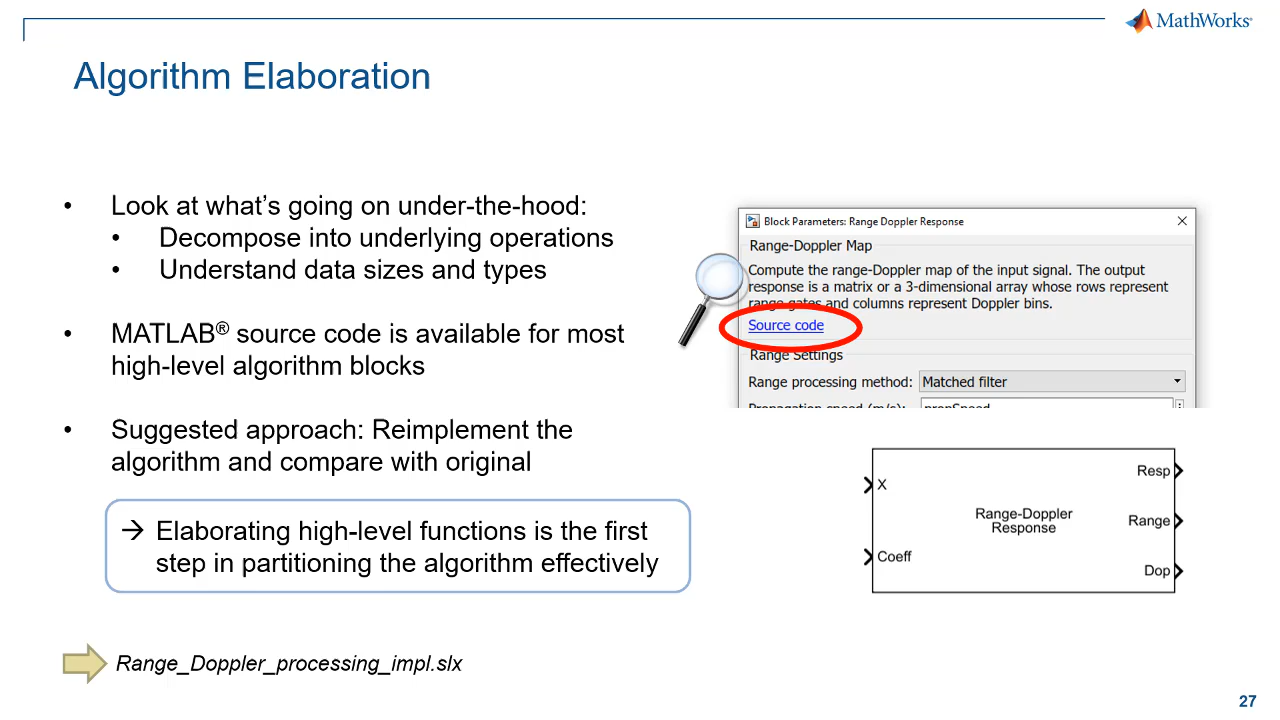 MathWorks®
Algorithm Elaboration
• Look at what’s going on under-the-hood:
• Decompose into underlying operations
• Understand data sizes and types
• MATLAB® source code is available for most
high-level algorithm blocks
• Suggested approach: Reimplement the
algorithm and compare with original
→ Elaborating high-level functions is the first
step in partitioning the algorithm effectively
Range_Doppler_processing_impl.slx
Block Parameters: Range Doppler Response
Range-Doppler Map
Compute the range-Doppler map of the input signal. The output
response is a matrix or a 3-dimensional array whose rows represent
range gates and columns represent Doppler bins.
Source code
Range Settings
Range processing method: Matched filter
Propagation speed (m/s): propSpeed
X
Coeff
Range-Doppler
Response
Resp
Range
Dop
27